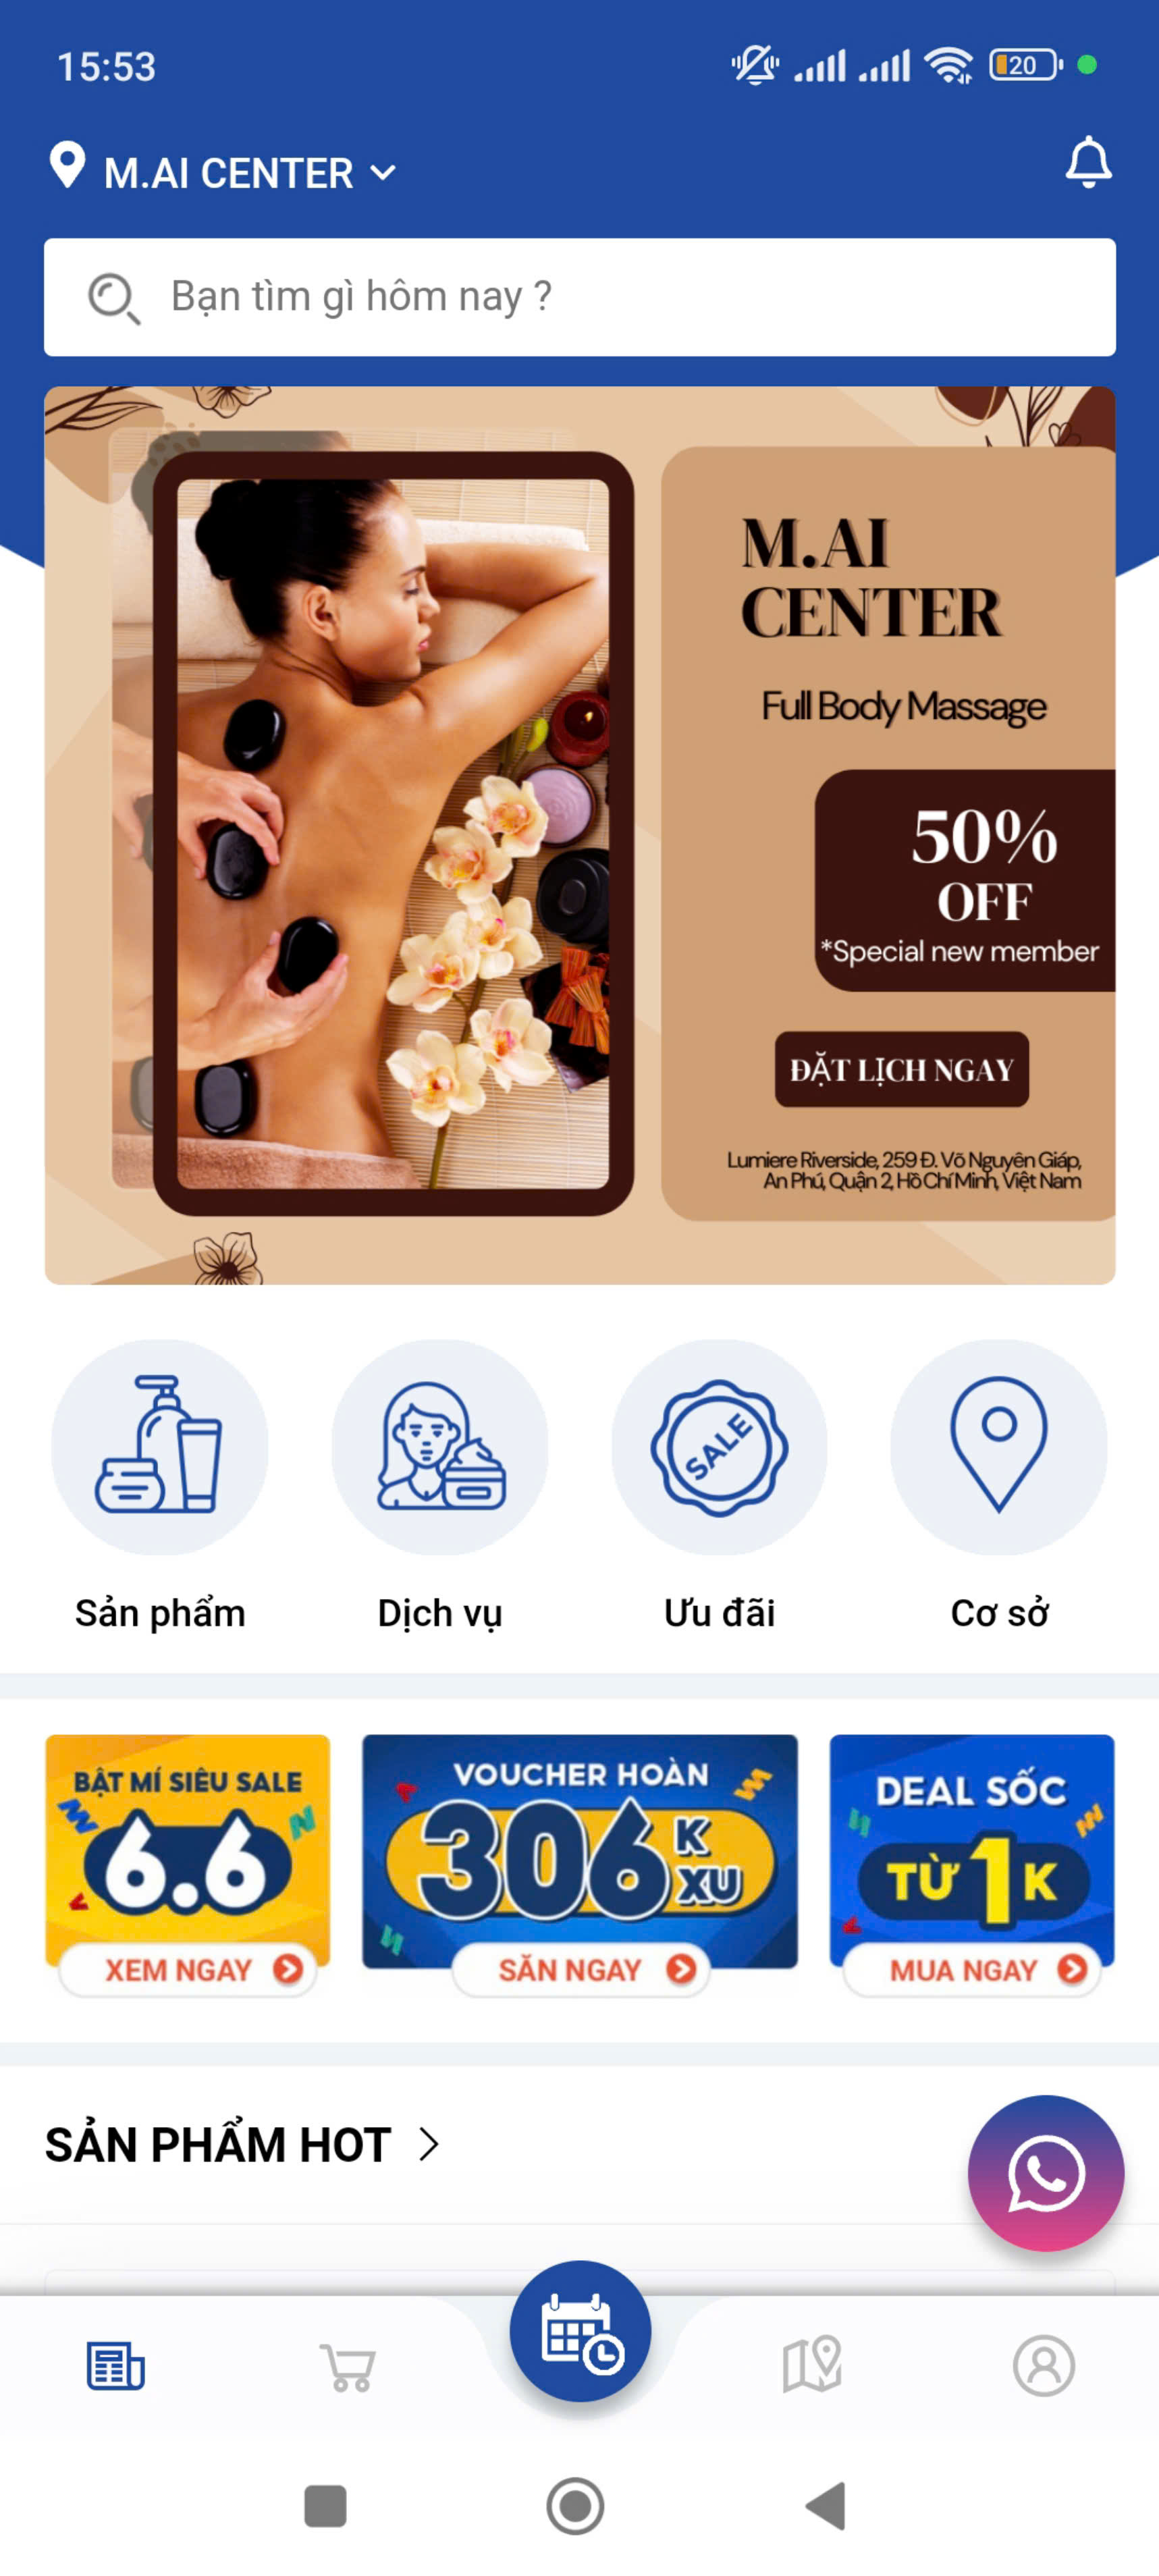 15:53
20
M.AI CENTER
Bạn tìm gì hôm nay ?
M.AI
CENTER
Full Body Massage
50%
OFF
*Special new member
ĐẶT LỊCH NGAY
Lumiere Riverside, 259 Đ. Võ Nguyên Giáp,
An Phú, Quận 2, Hồ Chí Minh, Việt Nam
SALE
Sản phẩm
Dịch vụ
Ưu đãi
Cơ sở
BẬT MÍ SIÊU SALE
6.6
XEM NGAY
VOUCHER HOÀN
306 K
XU
SĂN NGAY
DEAL SỐC
TỪ 1K
MUA NGAY
SẢN PHẨM HOT